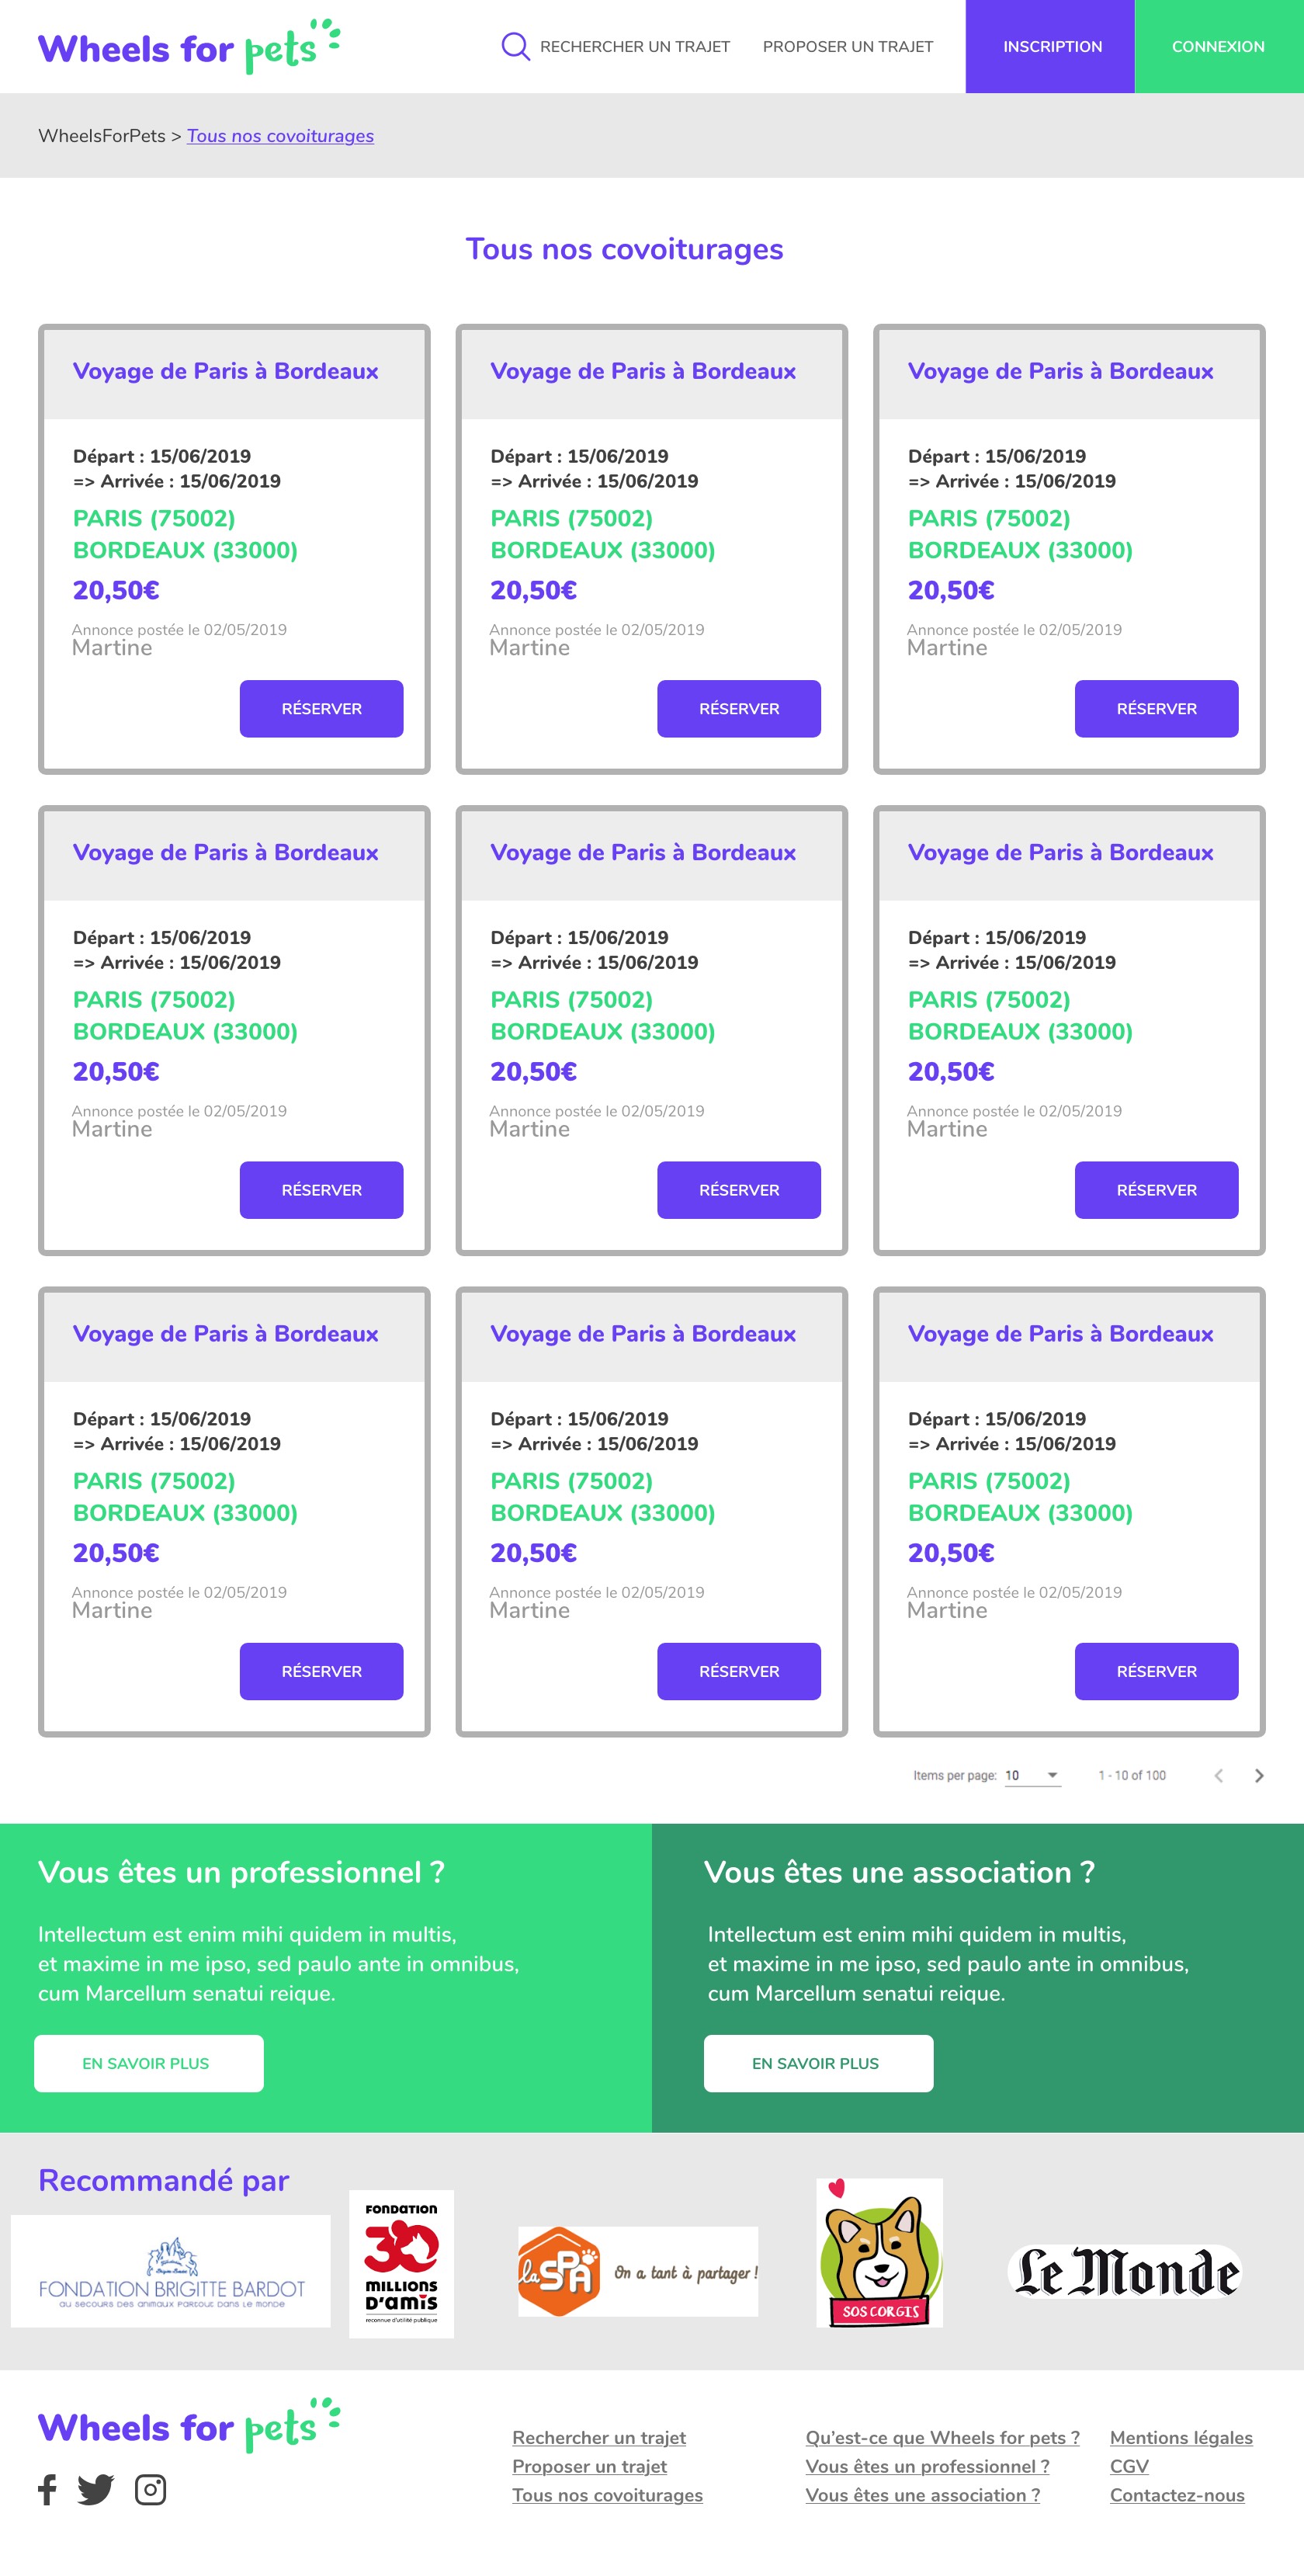 Wheels for pets
RECHERCHER UN TRAJET
PROPOSER UN TRAJET
INSCRIPTION
CONNEXION
WheelsForPets > Tous nos covoiturages
Tous nos covoiturages
Voyage de Paris à Bordeaux
Départ : 15/06/2019
=> Arrivée : 15/06/2019
PARIS (75002)
BORDEAUX (33000)
20,50€
Annonce postée le 02/05/2019
Martine
RÉSERVER
Voyage de Paris à Bordeaux
Départ : 15/06/2019
=> Arrivée : 15/06/2019
PARIS (75002)
BORDEAUX (33000)
20,50€
Annonce postée le 02/05/2019
Martine
RÉSERVER
Voyage de Paris à Bordeaux
Départ : 15/06/2019
=> Arrivée : 15/06/2019
PARIS (75002)
BORDEAUX (33000)
20,50€
Annonce postée le 02/05/2019
Martine
RÉSERVER
Voyage de Paris à Bordeaux
Départ : 15/06/2019
=> Arrivée : 15/06/2019
PARIS (75002)
BORDEAUX (33000)
20,50€
Annonce postée le 02/05/2019
Martine
RÉSERVER
Voyage de Paris à Bordeaux
Départ : 15/06/2019
=> Arrivée : 15/06/2019
PARIS (75002)
BORDEAUX (33000)
20,50€
Annonce postée le 02/05/2019
Martine
RÉSERVER
Voyage de Paris à Bordeaux
Départ : 15/06/2019
=> Arrivée : 15/06/2019
PARIS (75002)
BORDEAUX (33000)
20,50€
Annonce postée le 02/05/2019
Martine
RÉSERVER
Voyage de Paris à Bordeaux
Départ : 15/06/2019
=> Arrivée : 15/06/2019
PARIS (75002)
BORDEAUX (33000)
20,50€
Annonce postée le 02/05/2019
Martine
RÉSERVER
Voyage de Paris à Bordeaux
Départ : 15/06/2019
=> Arrivée : 15/06/2019
PARIS (75002)
BORDEAUX (33000)
20,50€
Annonce postée le 02/05/2019
Martine
RÉSERVER
Voyage de Paris à Bordeaux
Départ : 15/06/2019
=> Arrivée : 15/06/2019
PARIS (75002)
BORDEAUX (33000)
20,50€
Annonce postée le 02/05/2019
Martine
RÉSERVER
Items per page: 10
1 - 10 of 100
Vous êtes un professionnel ?
Intellectum est enim mihi quidem in multis,
et maxime in me ipso, sed paulo ante in omnibus,
cum Marcellum senatui reique.
EN SAVOIR PLUS
Vous êtes une association ?
Intellectum est enim mihi quidem in multis,
et maxime in me ipso, sed paulo ante in omnibus,
cum Marcellum senatui reique.
EN SAVOIR PLUS
Recommandé par
FONDATION BRIGITTE BARDOT
au secours des animaux partout dans le monde
FONDATION
30
MILLIONS
D'AMIS
reconnue d'utilité publique
la SPA
On a tant à partager !
SOS CORGIS
Le Monde
Wheels for pets
Rechercher un trajet
Proposer un trajet
Tous nos covoiturages
Qu'est-ce que Wheels for pets ?
Vous êtes un professionnel ?
Vous êtes une association ?
Mentions légales
CGV
Contactez-nous